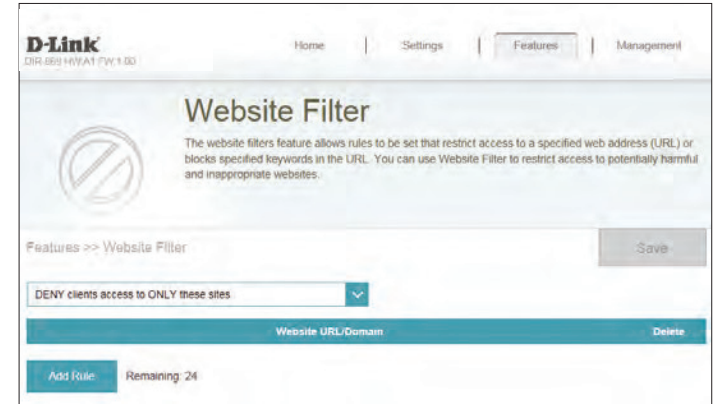 D-Link
DIR-869 HW:A1 FW:1.00
Home | Settings | Features | Management
Website Filter
The website filters feature allows rules to be set that restrict access to a specified web address (URL) or
blocks specified keywords in the URL. You can use Website Filter to restrict access to potentially harmful
and inappropriate websites.
Features >> Website Filter
Save
DENY clients access to ONLY these sites
Website URL/Domain
Delete
Add Rule
Remaining: 24